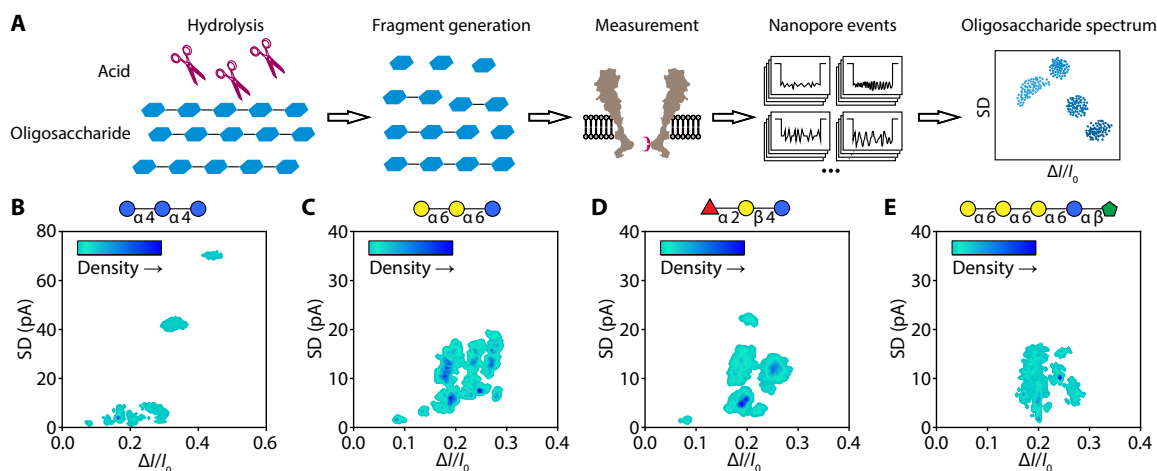 A
Hydrolysis
Fragment generation
Measurement
Nanopore events
Oligosaccharide spectrum
Acid
Oligosaccharide
•••
SD
ΔI/I0
B
α4 α4
80
60
40
20
0
SD (pA)
Density →
0.0 0.2 0.4 0.6
ΔI/I0
C
α6 α6
40
30
20
10
0
SD (pA)
Density →
0.0 0.1 0.2 0.3 0.4
ΔI/I0
D
α2 β4
40
30
20
10
0
SD (pA)
Density →
0.0 0.1 0.2 0.3 0.4
ΔI/I0
E
α6 α6 α6 αβ
40
30
20
10
0
SD (pA)
Density →
0.0 0.1 0.2 0.3 0.4
ΔI/I0